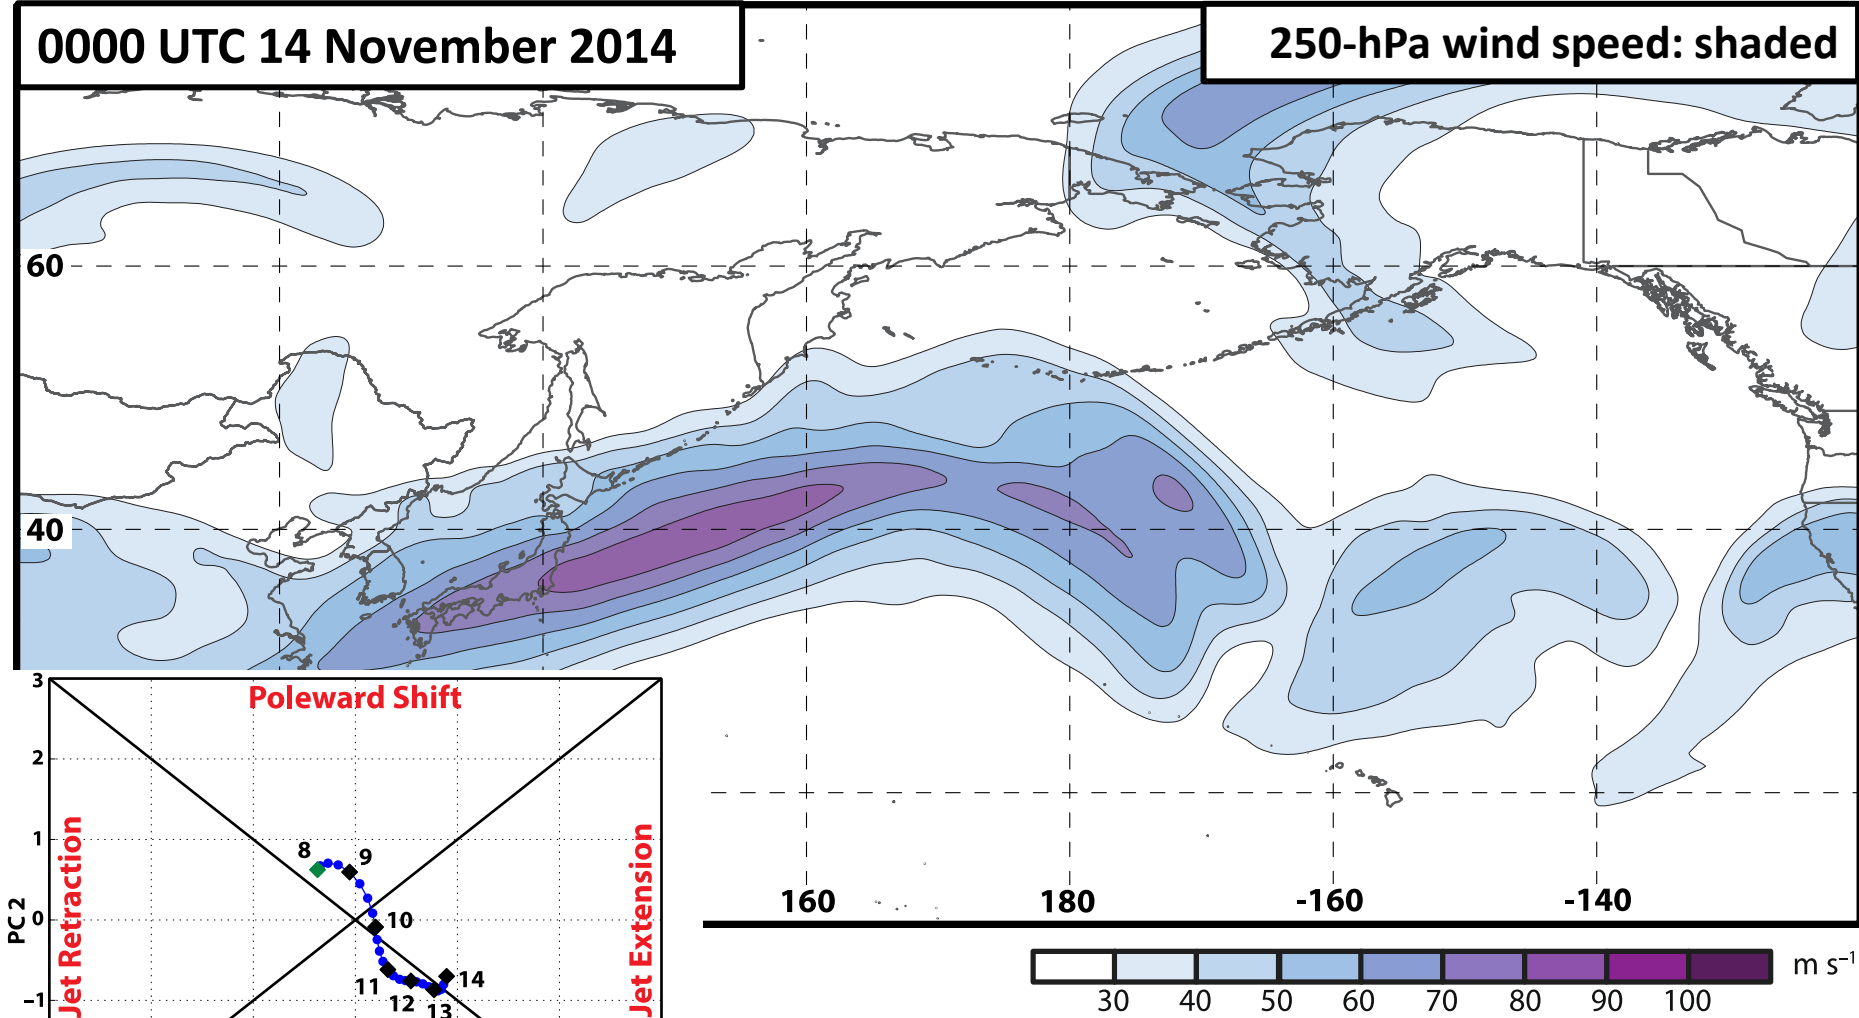 0000 UTC 14 November 2014
250-hPa wind speed: shaded
60
40
160 180 -160 -140
30 40 50 60 70 80 90 100 m s⁻¹
Poleward Shift
Jet Retraction
Jet Extension
PC 2
3
2
1
0
−1
8
9
10
11
12
13
14